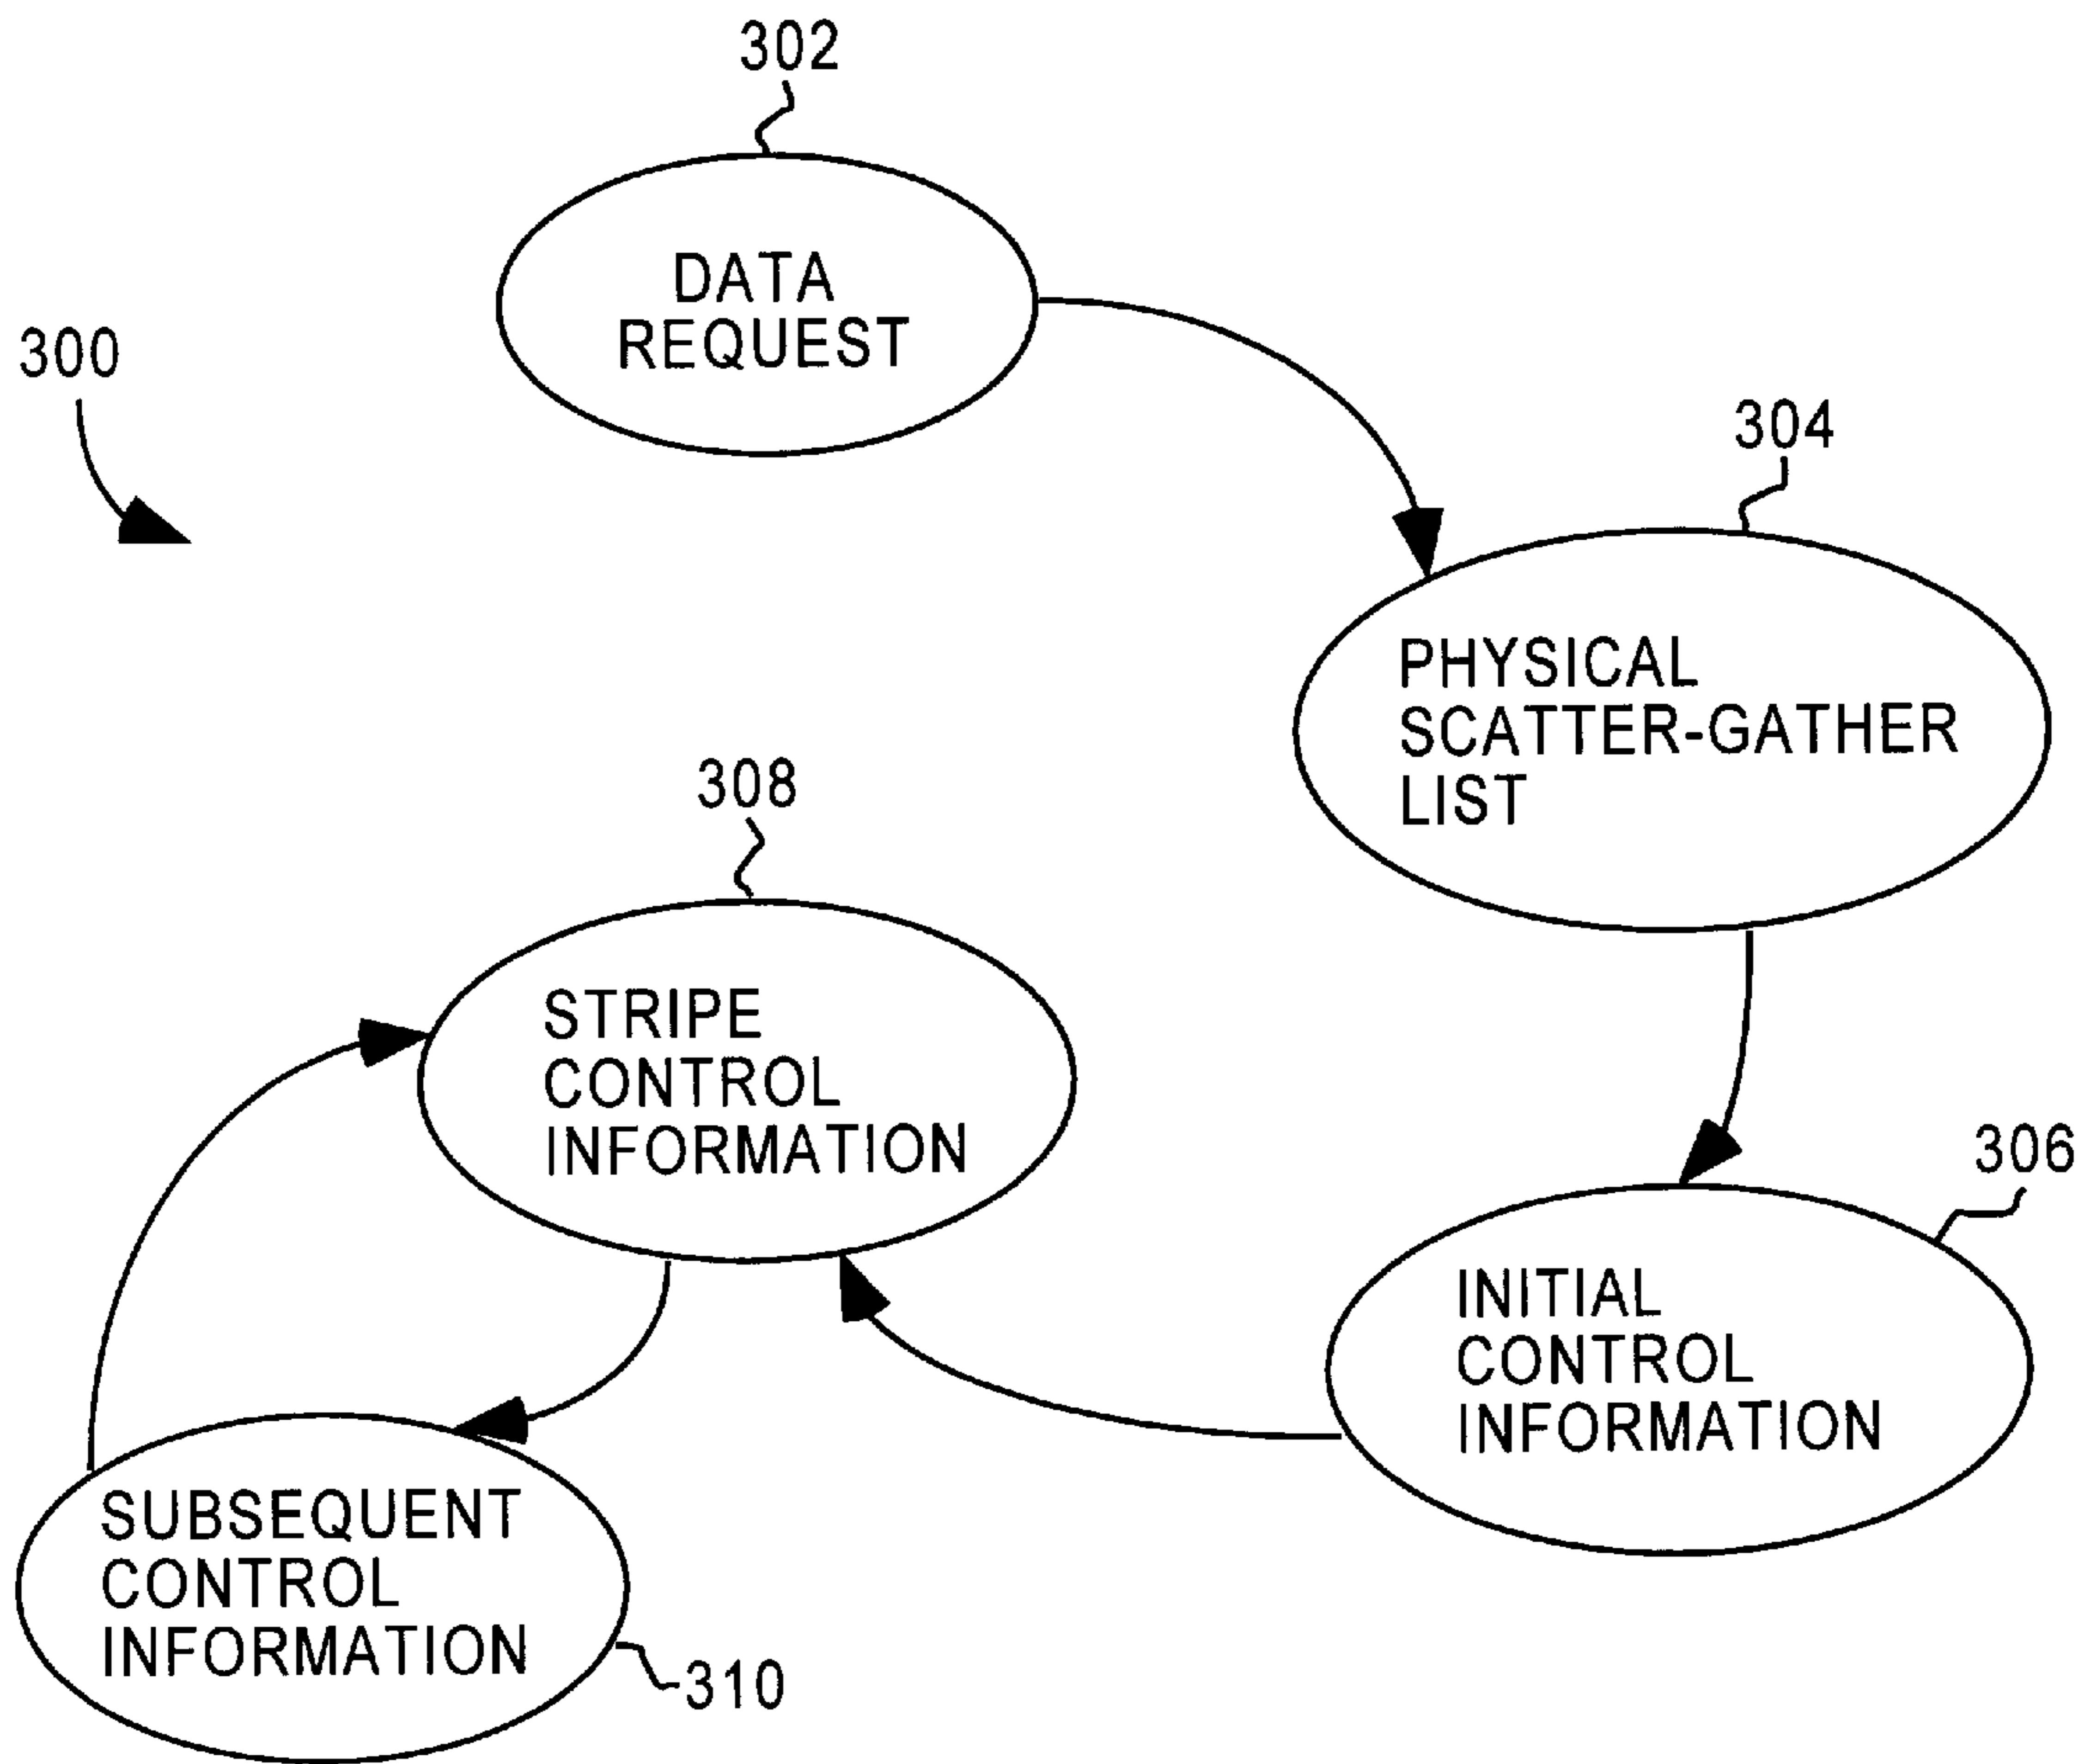 302
DATA
REQUEST
300
304
PHYSICAL
SCATTER-GATHER
LIST
308
STRIPE
CONTROL
INFORMATION
306
INITIAL
CONTROL
INFORMATION
SUBSEQUENT
CONTROL
INFORMATION
310